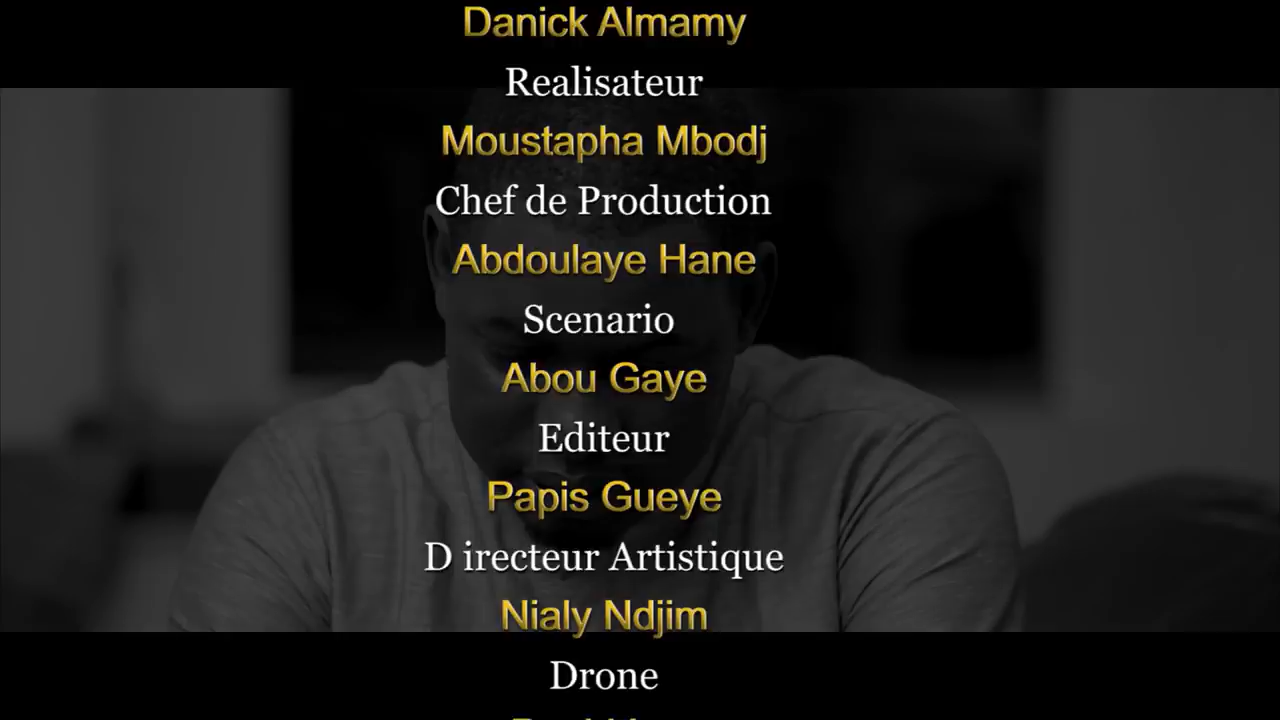 Danick Almamy
Realisateur
Moustapha Mbodj
Chef de Production
Abdoulaye Hane
Scenario
Abou Gaye
Editeur
Papis Gueye
D irecteur Artistique
Nialy Ndjim
Drone